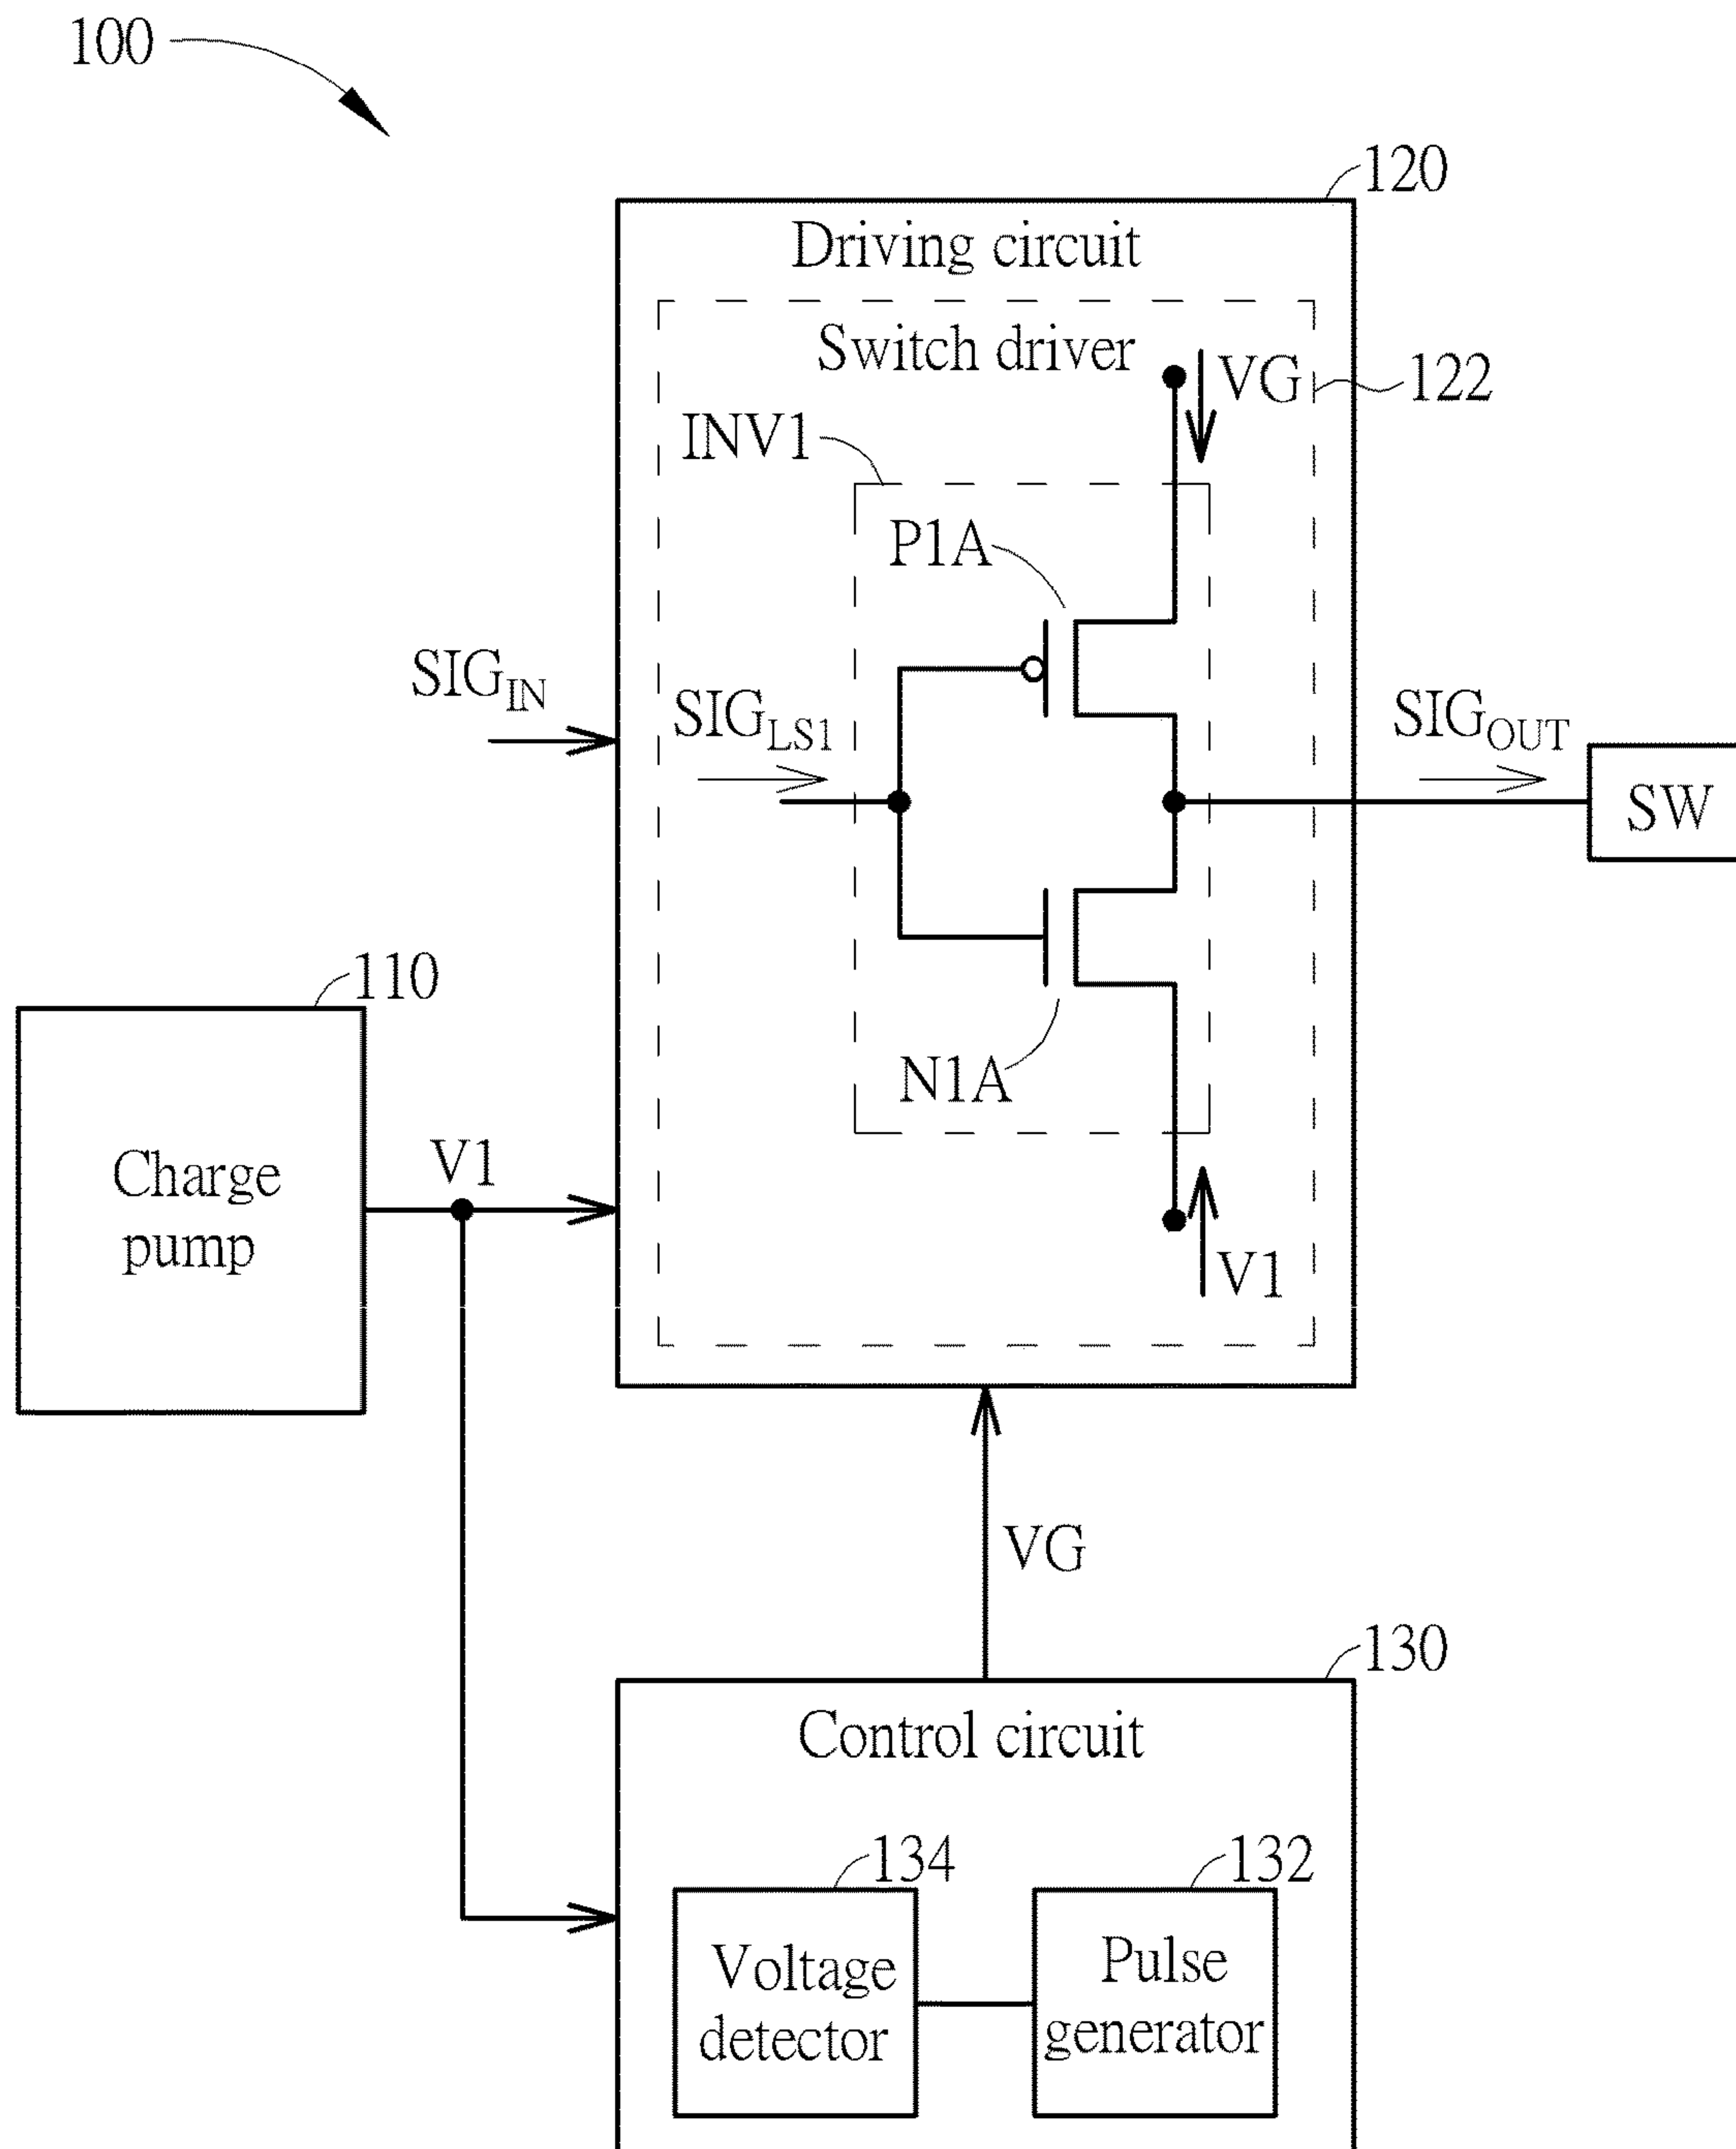 100
120
Driving circuit
Switch driver
VG
122
INV1
P1A
SIG_IN
SIG_LS1
SIG_OUT
SW
110
N1A
Charge
pump
V1
V1
VG
130
Control circuit
134
132
Voltage
detector
Pulse
generator